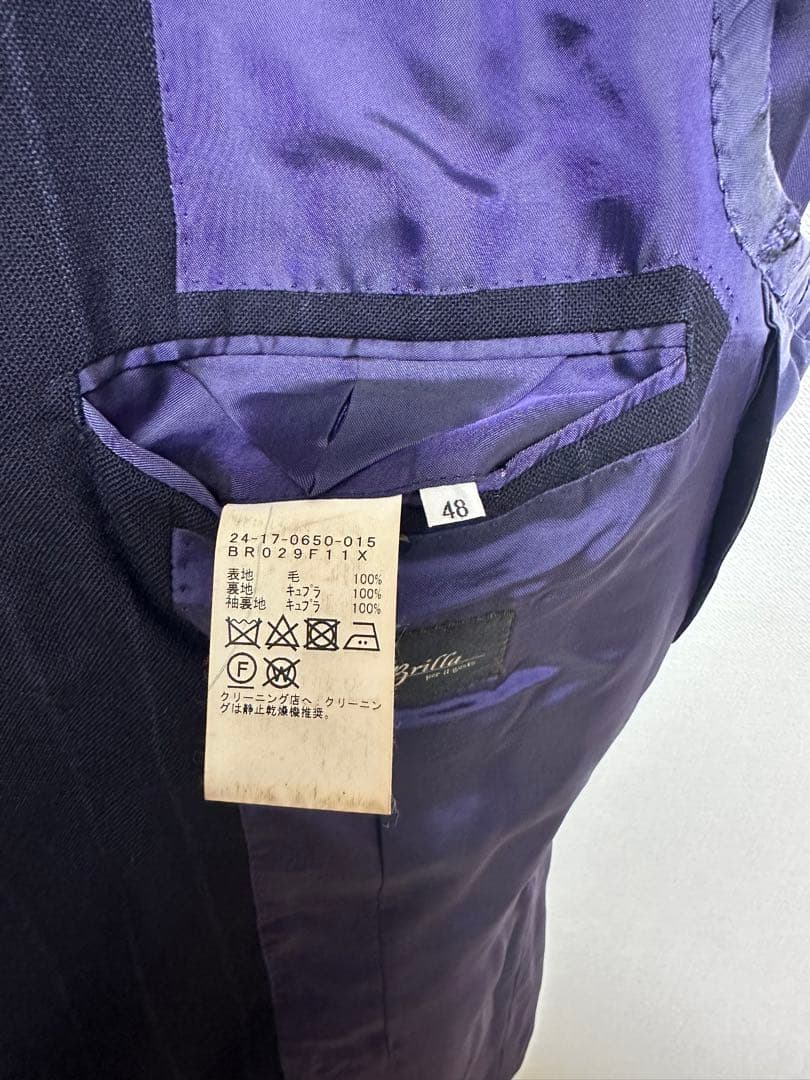 24-17-0650-015
BR029F11X
表地 毛 100%
裏地 キュプラ 100%
袖裏地 キュプラ 100%
F W
クリーニング店へ クリーニン
グは静止乾燥機推奨。
48
Brilla
per il gusto